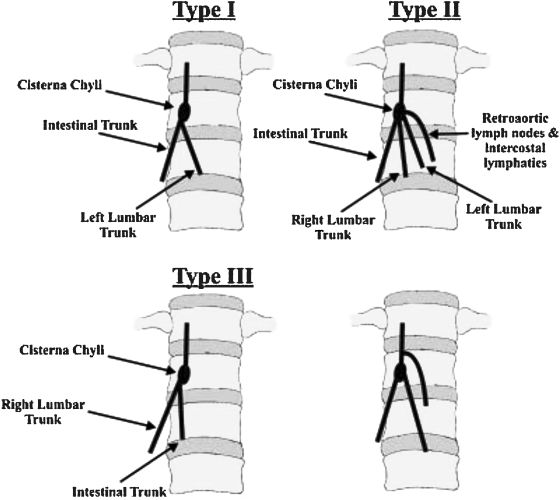 Type I
Cisterna Chyli
Intestinal Trunk
Left Lumbar
Trunk
Type II
Cisterna Chyli
Intestinal Trunk
Retroaortic
lymph nodes &
intercostal
lymphatics
Right Lumbar
Trunk
Left Lumbar
Trunk
Type III
Cisterna Chyli
Right Lumbar
Trunk
Intestinal Trunk